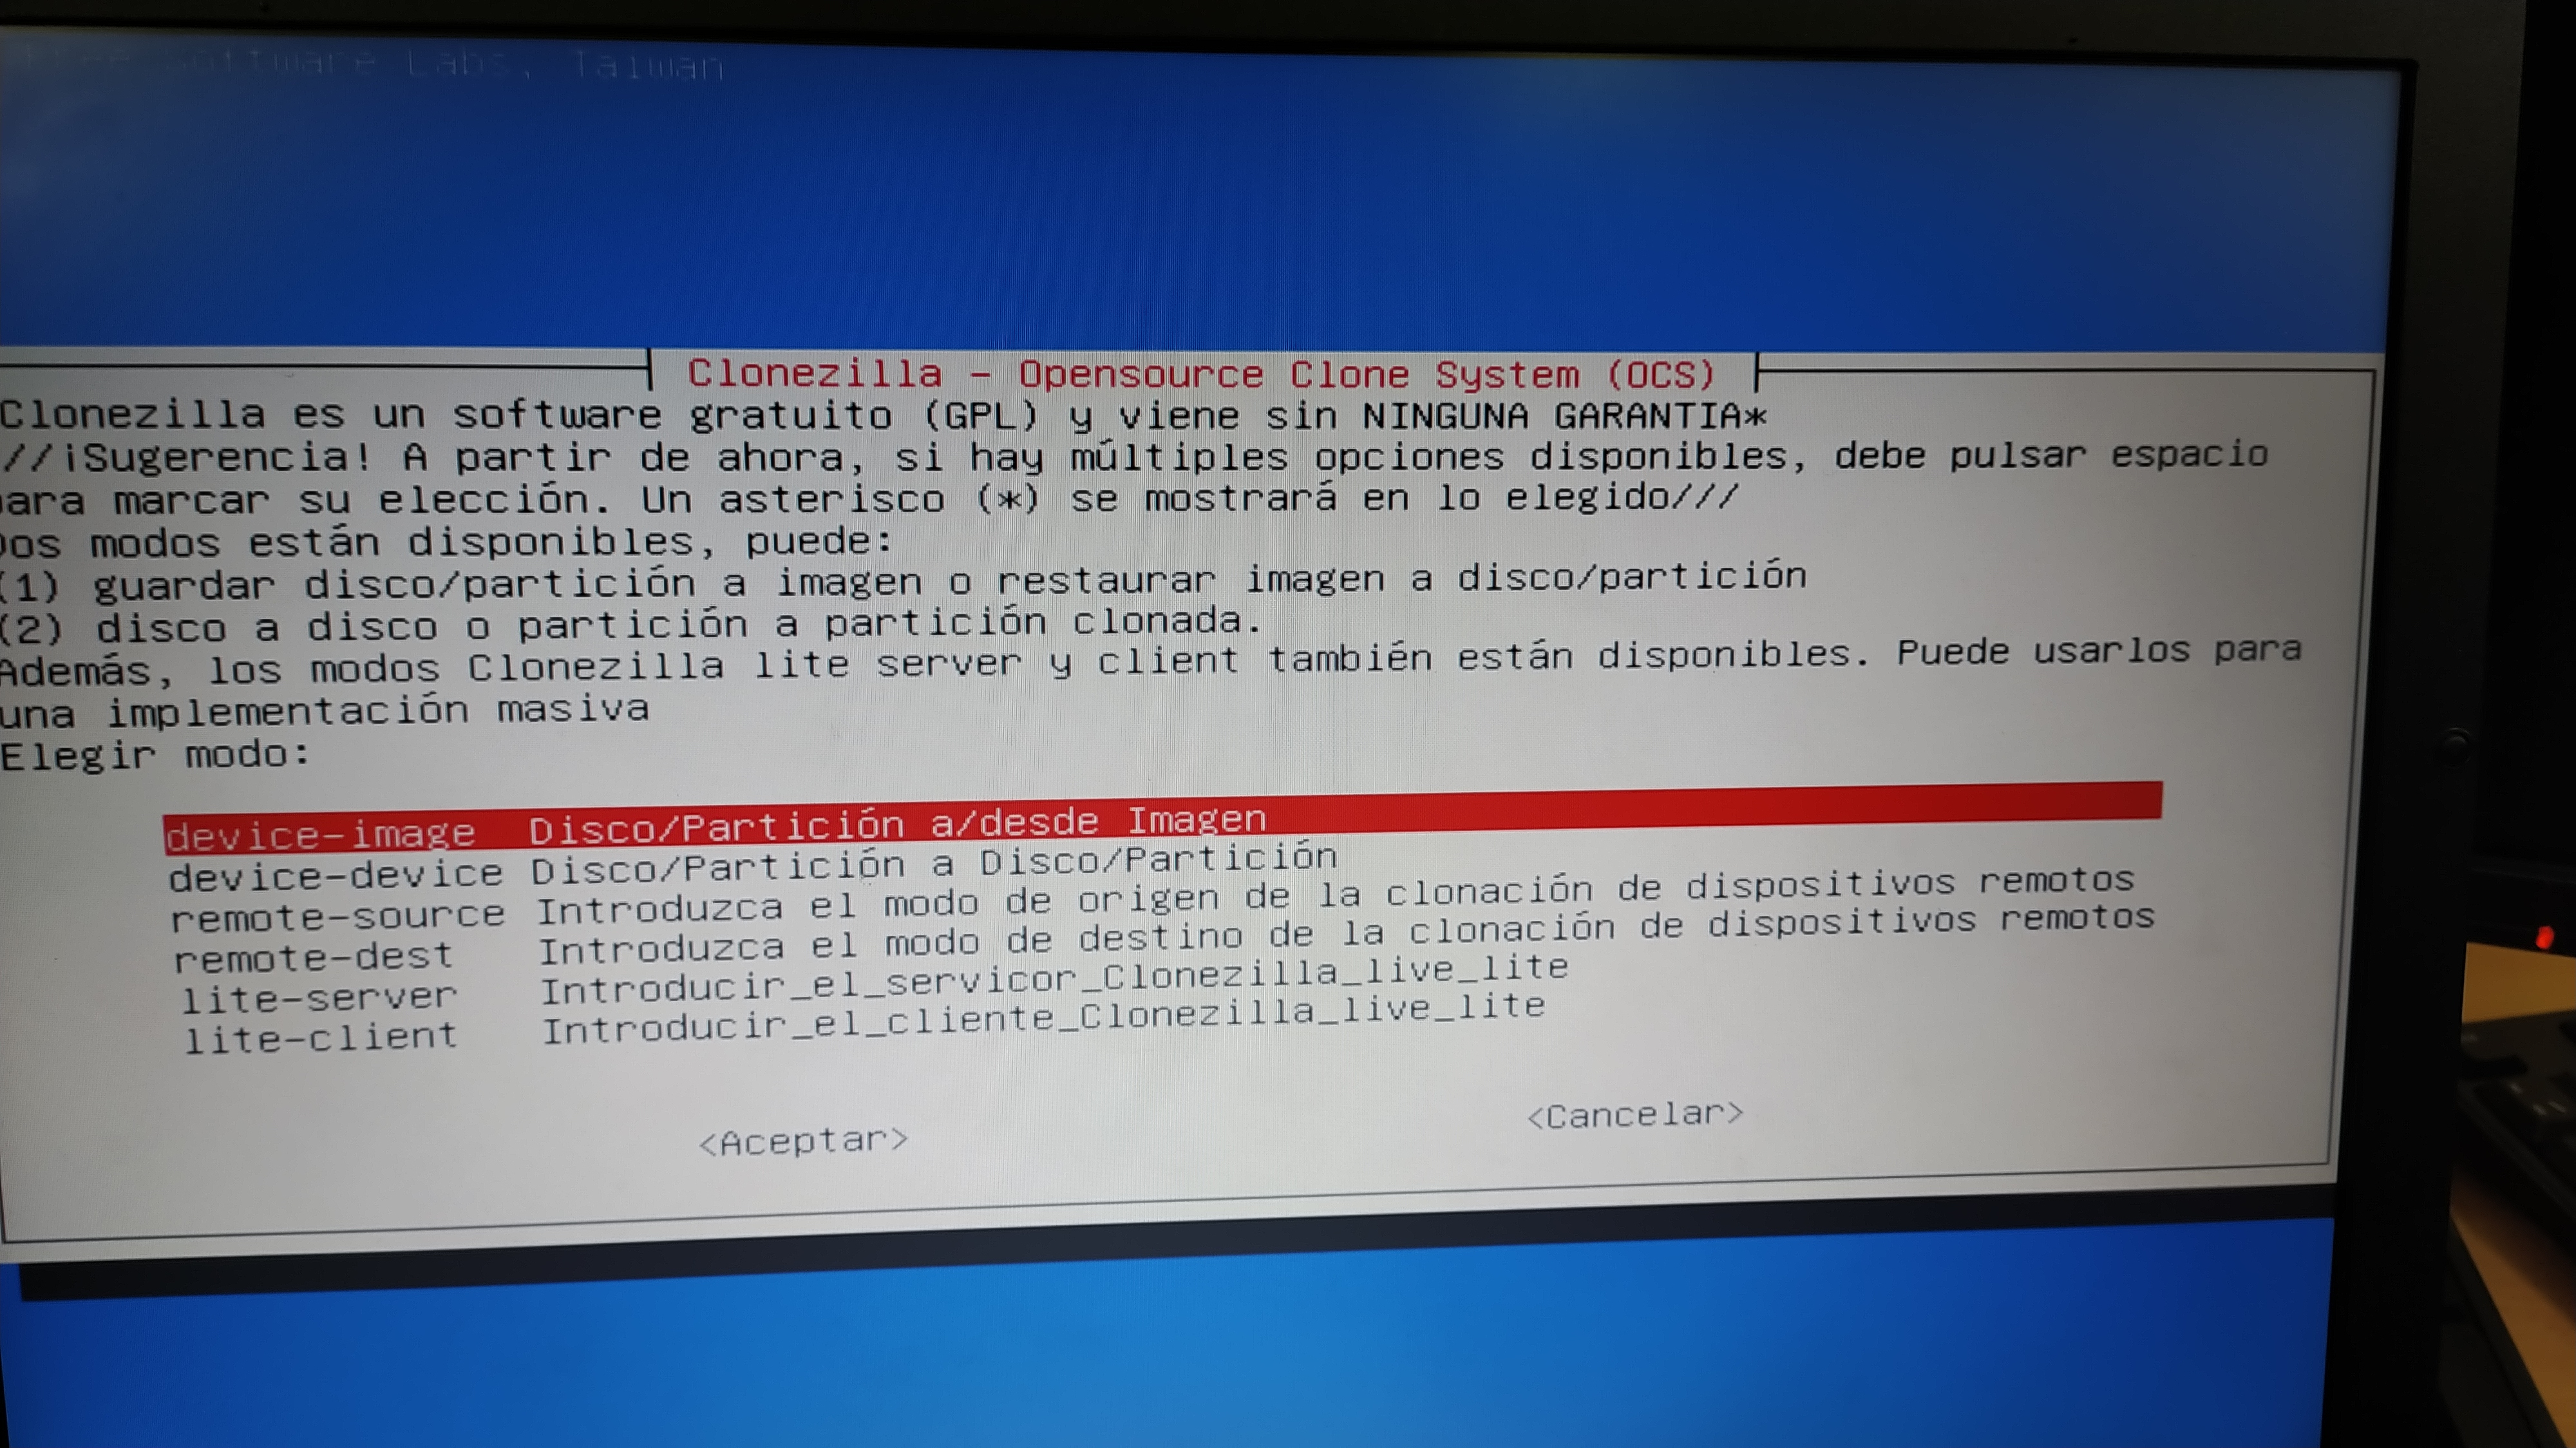 Free Software Labs, Taiwan
Clonezilla - Opensource Clone System (OCS)
Clonezilla es un software gratuito (GPL) y viene sin NINGUNA GARANTIA*
//¡Sugerencia! A partir de ahora, si hay múltiples opciones disponibles, debe pulsar espacio
para marcar su elección. Un asterisco (*) se mostrará en lo elegido///
Dos modos están disponibles, puede:
(1) guardar disco/partición a imagen o restaurar imagen a disco/partición
(2) disco a disco o partición a partición clonada.
Además, los modos Clonezilla lite server y client también están disponibles. Puede usarlos para
una implementación masiva
Elegir modo:
device-image Disco/Partición a/desde Imagen
device-device Disco/Partición a Disco/Partición
remote-source Introduzca el modo de origen de la clonación de dispositivos remotos
remote-dest Introduzca el modo de destino de la clonación de dispositivos remotos
lite-server Introducir_el_servicor_Clonezilla_live_lite
lite-client Introducir_el_cliente_Clonezilla_live_lite
<Aceptar> <Cancelar>